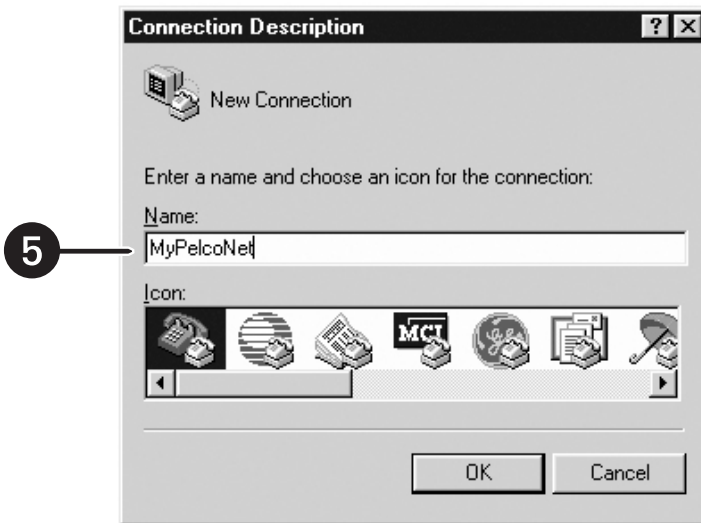 Connection Description ? X
New Connection
Enter a name and choose an icon for the connection:
Name:
5
MyPelcoNet
Icon:
MCI
OK Cancel